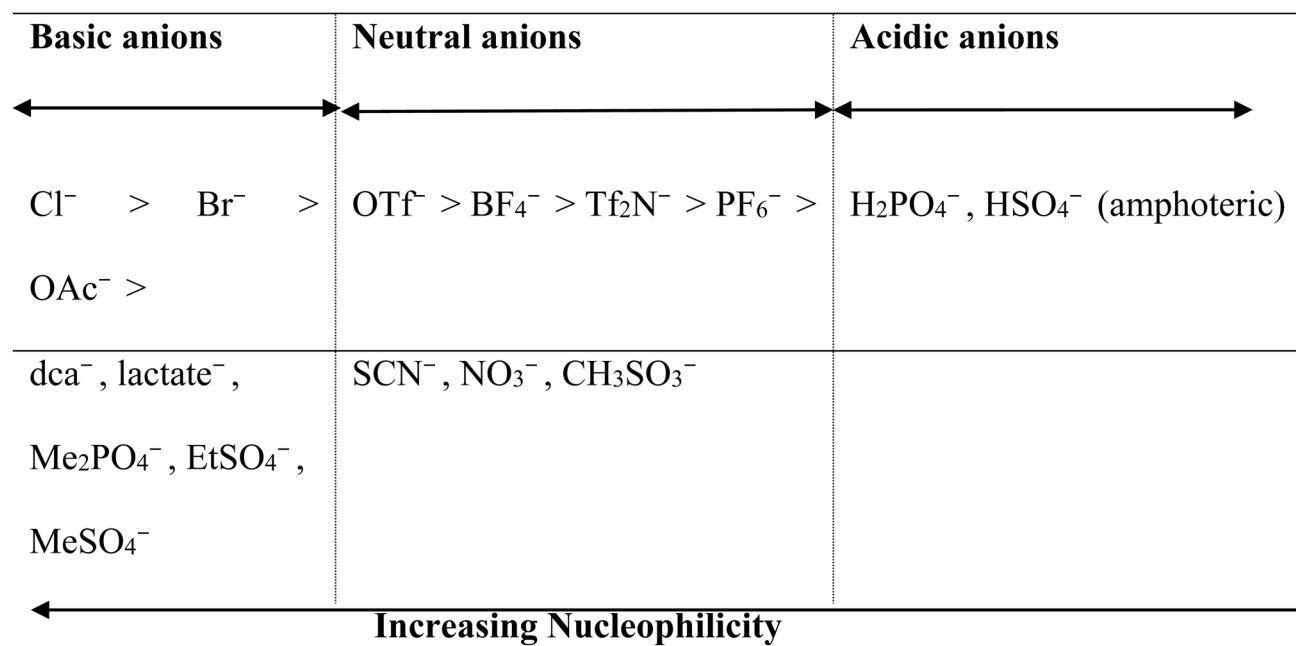 Basic anions Neutral anions Acidic anions
Cl⁻ > Br⁻ > OTf⁻ > BF₄⁻ > Tf₂N⁻ > PF₆⁻ > H₂PO₄⁻, HSO₄⁻ (amphoteric)
OAc⁻ >
dca⁻, lactate⁻, SCN⁻, NO₃⁻, CH₃SO₃⁻
Me₂PO₄⁻, EtSO₄⁻,
MeSO₄⁻
Increasing Nucleophilicity